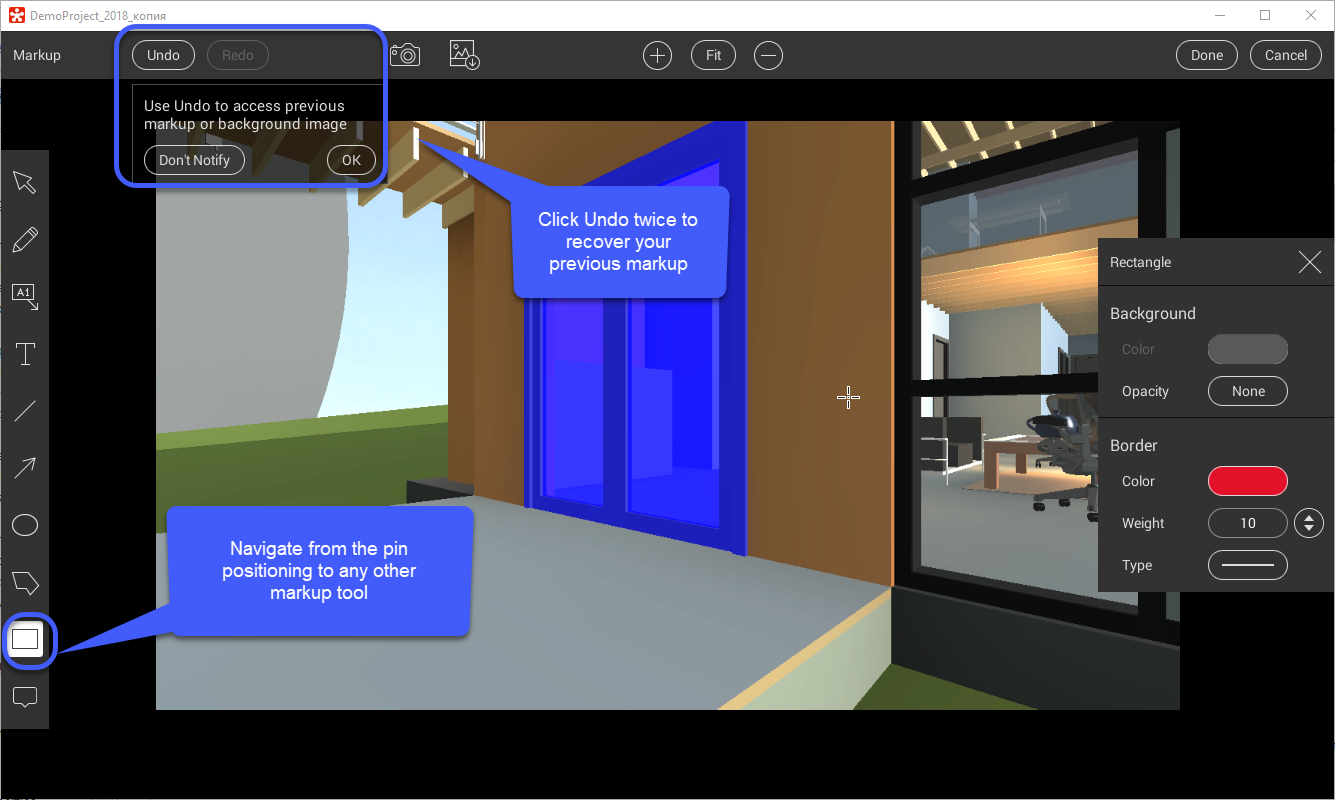 DemoProject_2018_копия
Markup
Undo
Redo
Fit
Done
Cancel
Use Undo to access previous
markup or background image
Don't Notify
OK
A1
Click Undo twice to
recover your
previous markup
Rectangle
Background
Color
Opacity
None
Border
Color
Weight
10
Type
Navigate from the pin
positioning to any other
markup tool